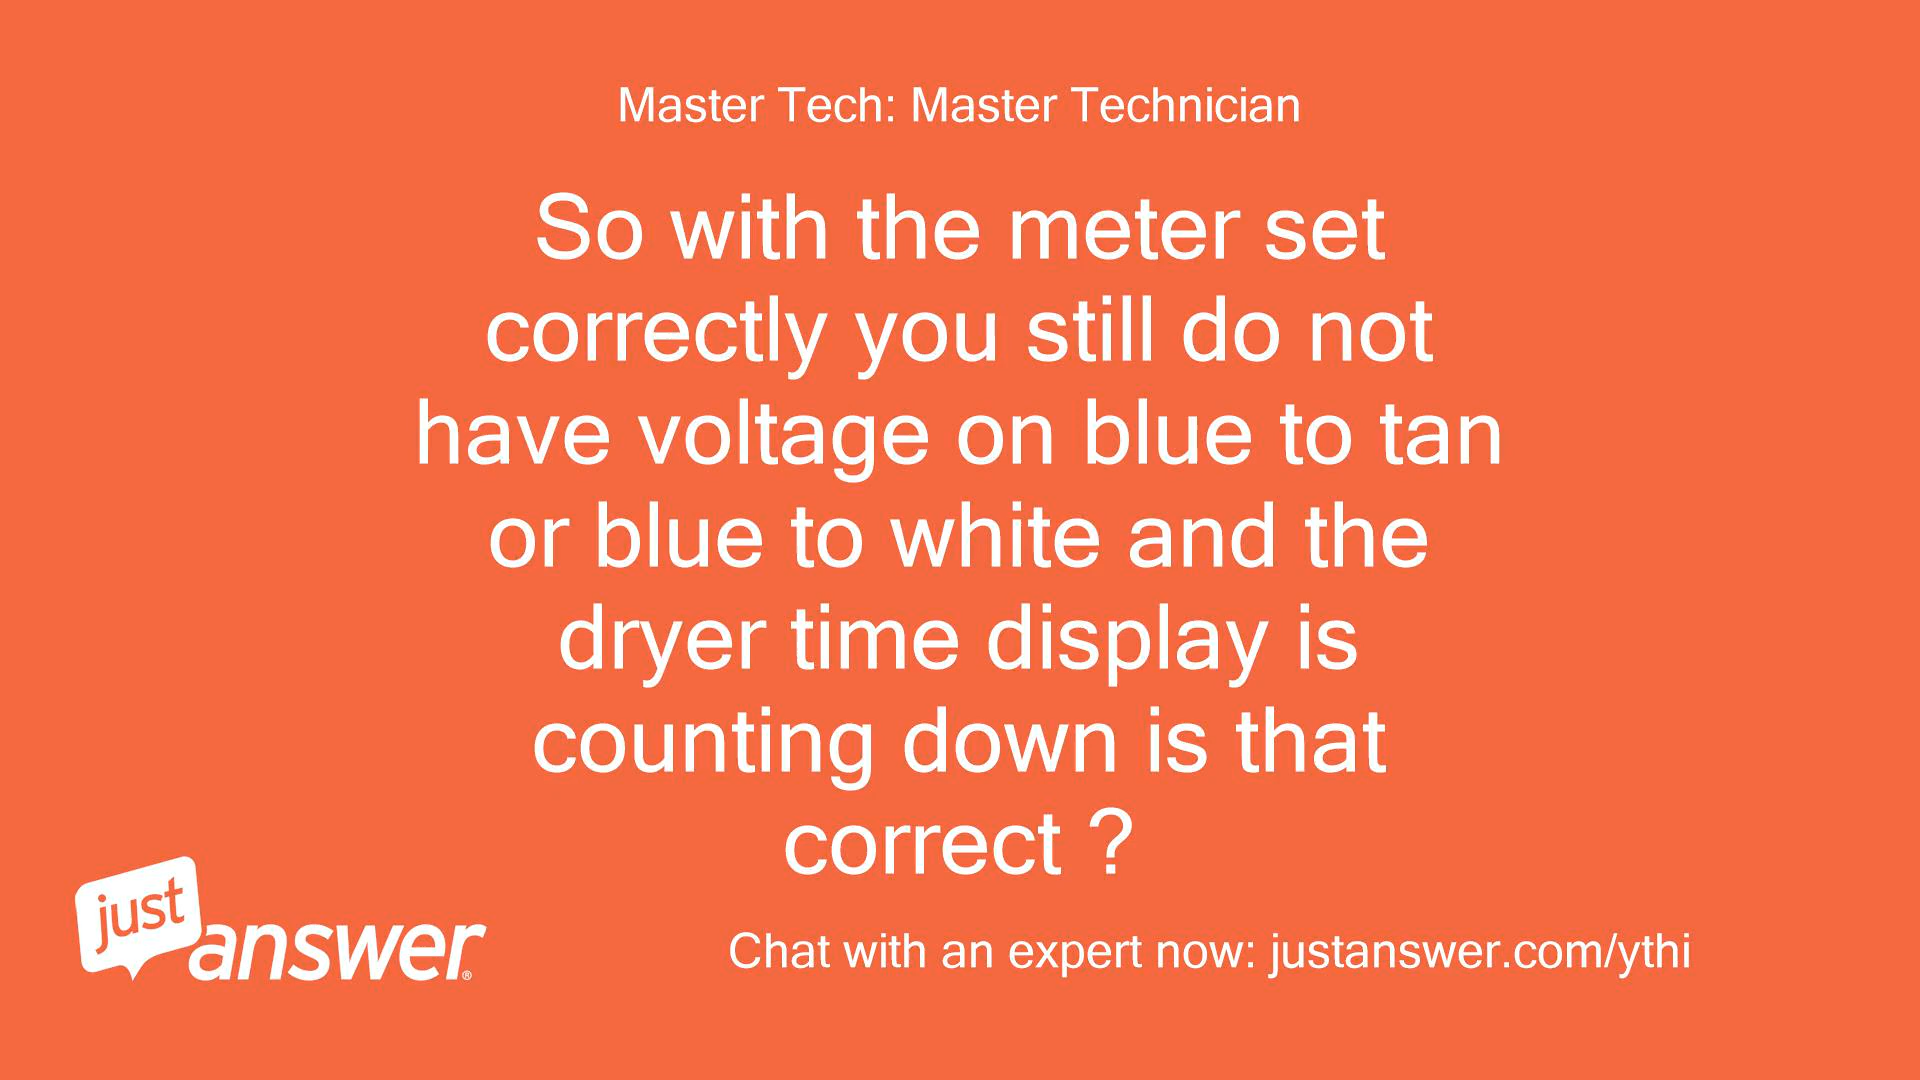 Master Tech: Master Technician
So with the meter set
correctly you still do not
have voltage on blue to tan
or blue to white and the
dryer time display is
counting down is that
correct ?
just
answer®
Chat with an expert now: justanswer.com/ythi